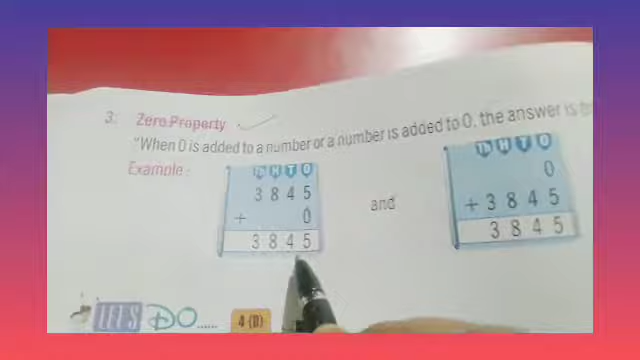 3. Zero Property
"When 0 is added to a number or a number is added to 0, the answer is
Example :
Th H T O
3 8 4 5
+ 0
3 8 4 5
and
Th H T O
0
+ 3 8 4 5
3 8 4 5
LET'S DO...... 4 (B)